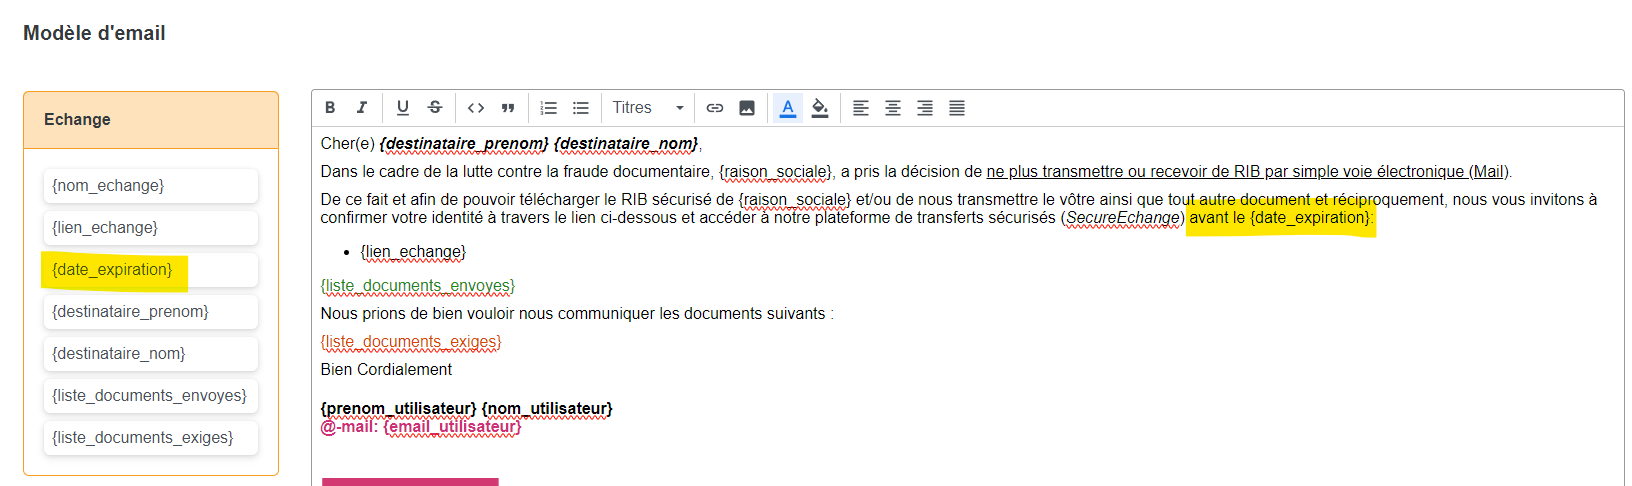 Modèle d'email
Echange
{nom_echange}
{lien_echange}
{date_expiration}
{destinataire_prenom}
{destinataire_nom}
{liste_documents_envoyes}
{liste_documents_exiges}
B I U S <> Titres A
Cher(e) {destinataire_prenom} {destinataire_nom},
Dans le cadre de la lutte contre la fraude documentaire, {raison_sociale}, a pris la décision de ne plus transmettre ou recevoir de RIB par simple voie électronique (Mail).
De ce fait et afin de pouvoir télécharger le RIB sécurisé de {raison_sociale} et/ou de nous transmettre le vôtre ainsi que tout autre document et réciproquement, nous vous invitons à
confirmer votre identité à travers le lien ci-dessous et accéder à notre plateforme de transferts sécurisés (SecureEchange) avant le {date_expiration}:
• {lien_echange}
{liste_documents_envoyes}
Nous prions de bien vouloir nous communiquer les documents suivants :
{liste_documents_exiges}
Bien Cordialement
{prenom_utilisateur} {nom_utilisateur}
@-mail: {email_utilisateur}